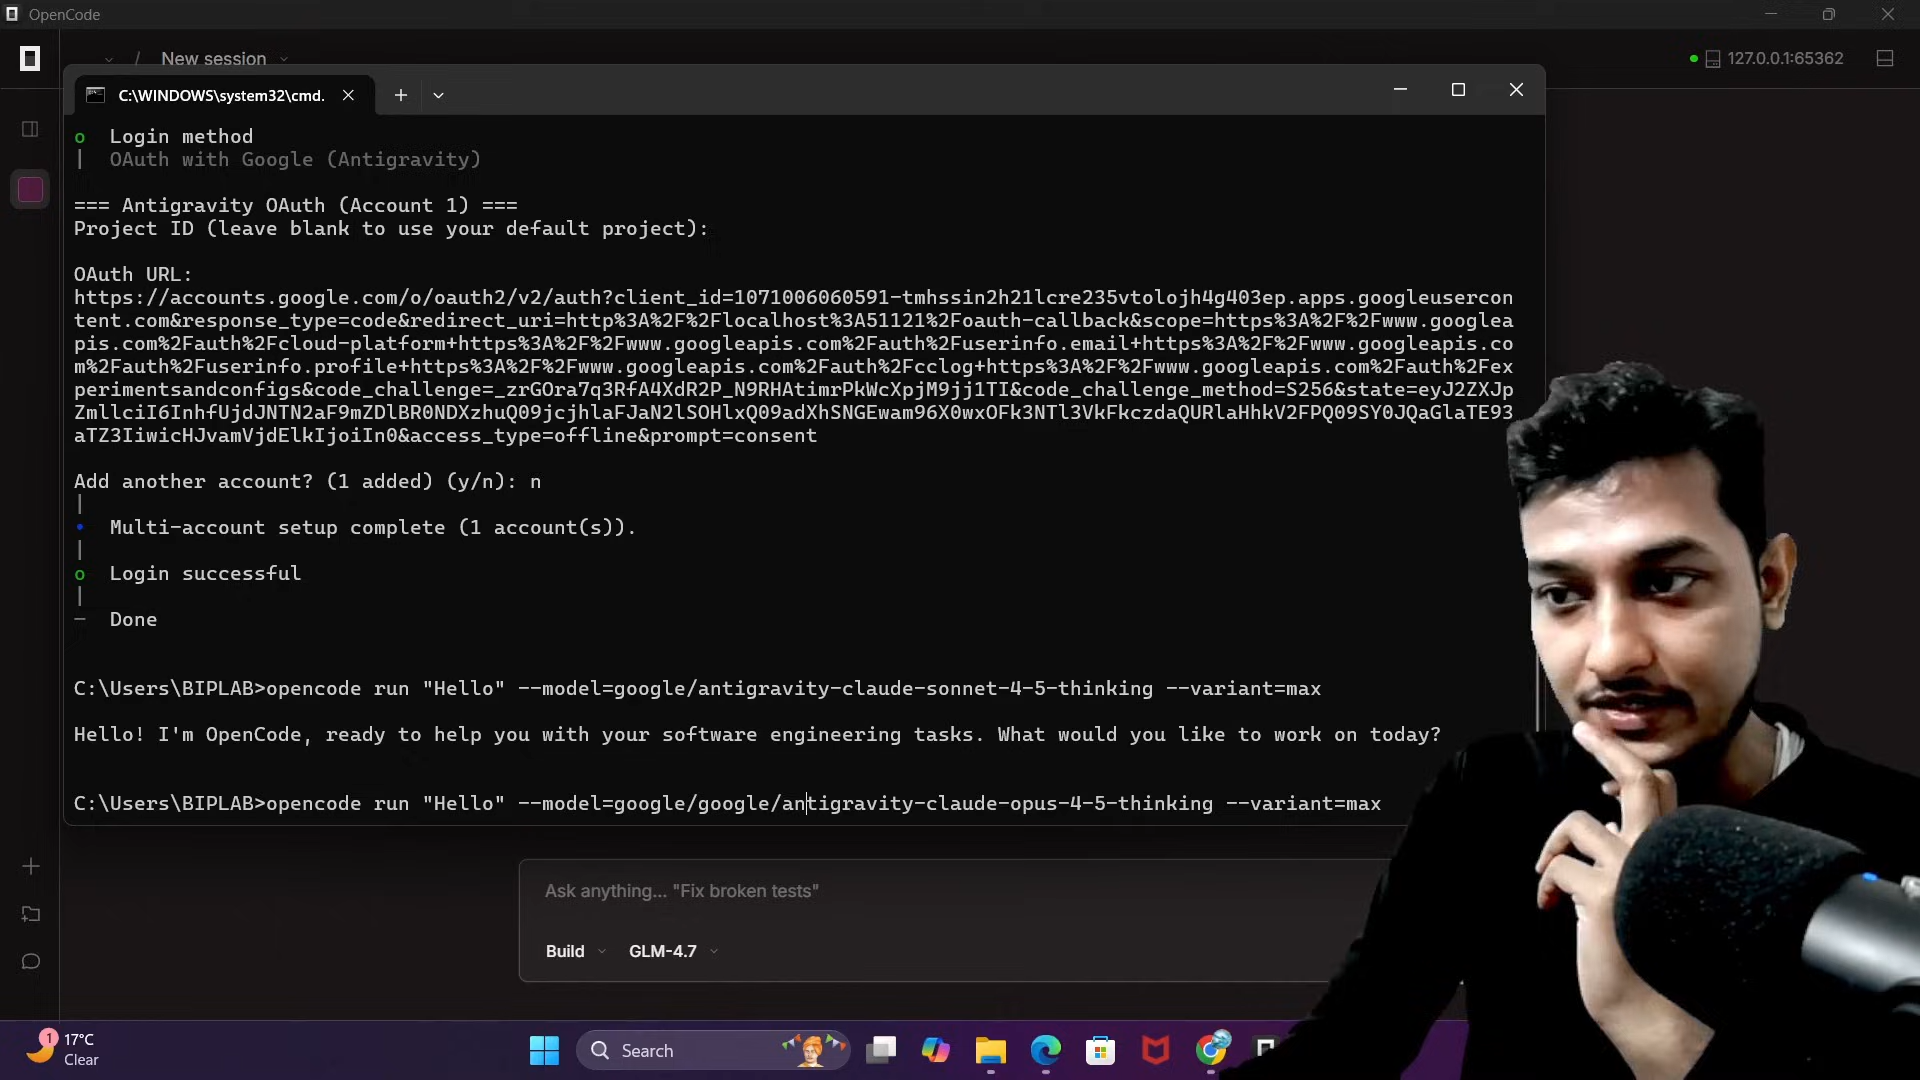 OpenCode
/ New session
127.0.0.1:65362
C:\WINDOWS\system32\cmd.
o Login method
| OAuth with Google (Antigravity)
=== Antigravity OAuth (Account 1) ===
Project ID (leave blank to use your default project):
OAuth URL:
https://accounts.google.com/o/oauth2/v2/auth?client_id=1071006060591-tmhssin2h21lcre235vtolojh4g403ep.apps.googleusercon
tent.com&response_type=code&redirect_uri=http%3A%2F%2Flocalhost%3A51121%2Foauth-callback&scope=https%3A%2F%2Fwww.googlea
pis.com%2Fauth%2Fcloud-platform+https%3A%2F%2Fwww.googleapis.com%2Fauth%2Fuserinfo.email+https%3A%2F%2Fwww.googleapis.co
m%2Fauth%2Fuserinfo.profile+https%3A%2F%2Fwww.googleapis.com%2Fauth%2Fcclog+https%3A%2F%2Fwww.googleapis.com%2Fauth%2Fex
perimentsandconfigs&code_challenge=_zrGOra7q3RfA4XdR2P_N9RHAtimrPkWcXpjM9jj1TI&code_challenge_method=S256&state=eyJ2ZXJp
ZmllciI6InhfUjdJNTN2aF9mZDlBR0NDXzhuQ09jcjhlaFJaN2lSOHlxQ09adXhSNGEwam96X0wxOFk3NTl3VkFkczdaQURlaHhkV2FPQ09SY0JQaGlaTE93
aTZ3IiwicHJvamVjdElkIjoiIn0&access_type=offline&prompt=consent
Add another account? (1 added) (y/n): n
|
• Multi-account setup complete (1 account(s)).
|
o Login successful
|
— Done
C:\Users\BIPLAB>opencode run "Hello" --model=google/antigravity-claude-sonnet-4-5-thinking --variant=max
Hello! I'm OpenCode, ready to help you with your software engineering tasks. What would you like to work on today?
C:\Users\BIPLAB>opencode run "Hello" --model=google/google/antigravity-claude-opus-4-5-thinking --variant=max
Ask anything... "Fix broken tests"
Build GLM-4.7
1 17°C
Clear
Search